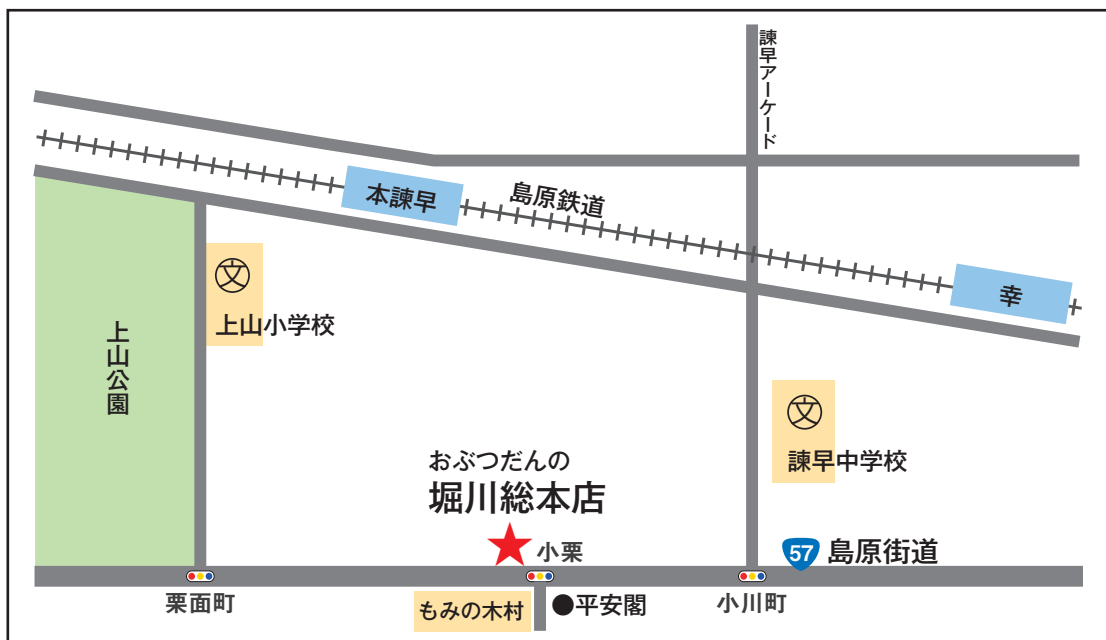 諫早アーケード
本諫早
島原鉄道
幸
文
上山小学校
上山公園
文
諫早中学校
おぶつだんの
堀川総本店
小栗
57 島原街道
栗面町
もみの木村
●平安閣
小川町